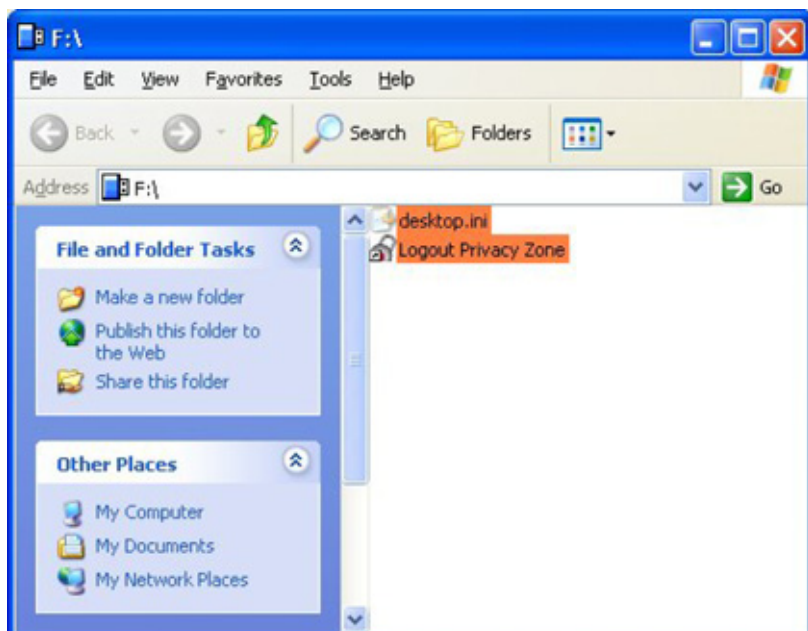 F:\
File Edit View Favorites Tools Help
Back Search Folders
Address F:\ Go
File and Folder Tasks
Make a new folder
Publish this folder to
the Web
Share this folder
Other Places
My Computer
My Documents
My Network Places
desktop.ini
Logout Privacy Zone